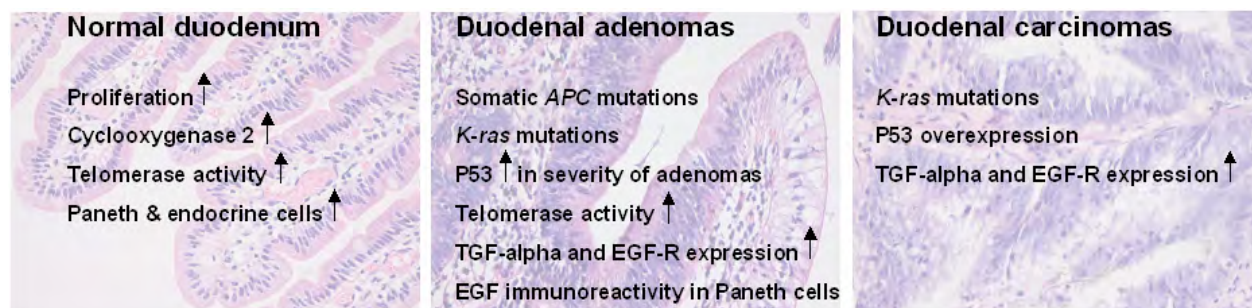 Normal duodenum
Proliferation ↑
Cyclooxygenase 2 ↑
Telomerase activity ↑
Paneth & endocrine cells ↑
Duodenal adenomas
Somatic APC mutations
K-ras mutations
P53 ↑ in severity of adenomas
Telomerase activity ↑
TGF-alpha and EGF-R expression ↑
EGF immunoreactivity in Paneth cells
Duodenal carcinomas
K-ras mutations
P53 overexpression
TGF-alpha and EGF-R expression ↑